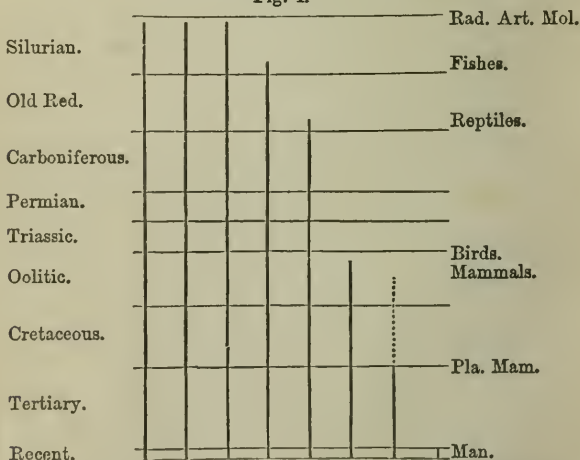 Fig. 1.
Rad. Art. Mol.
Silurian.
Fishes.
Old Red.
Reptiles.
Carboniferous.
Permian.
Triassic.
Birds.
Mammals.
Oolitic.
Cretaceous.
Pla. Mam.
Tertiary.
Man.
Recent.